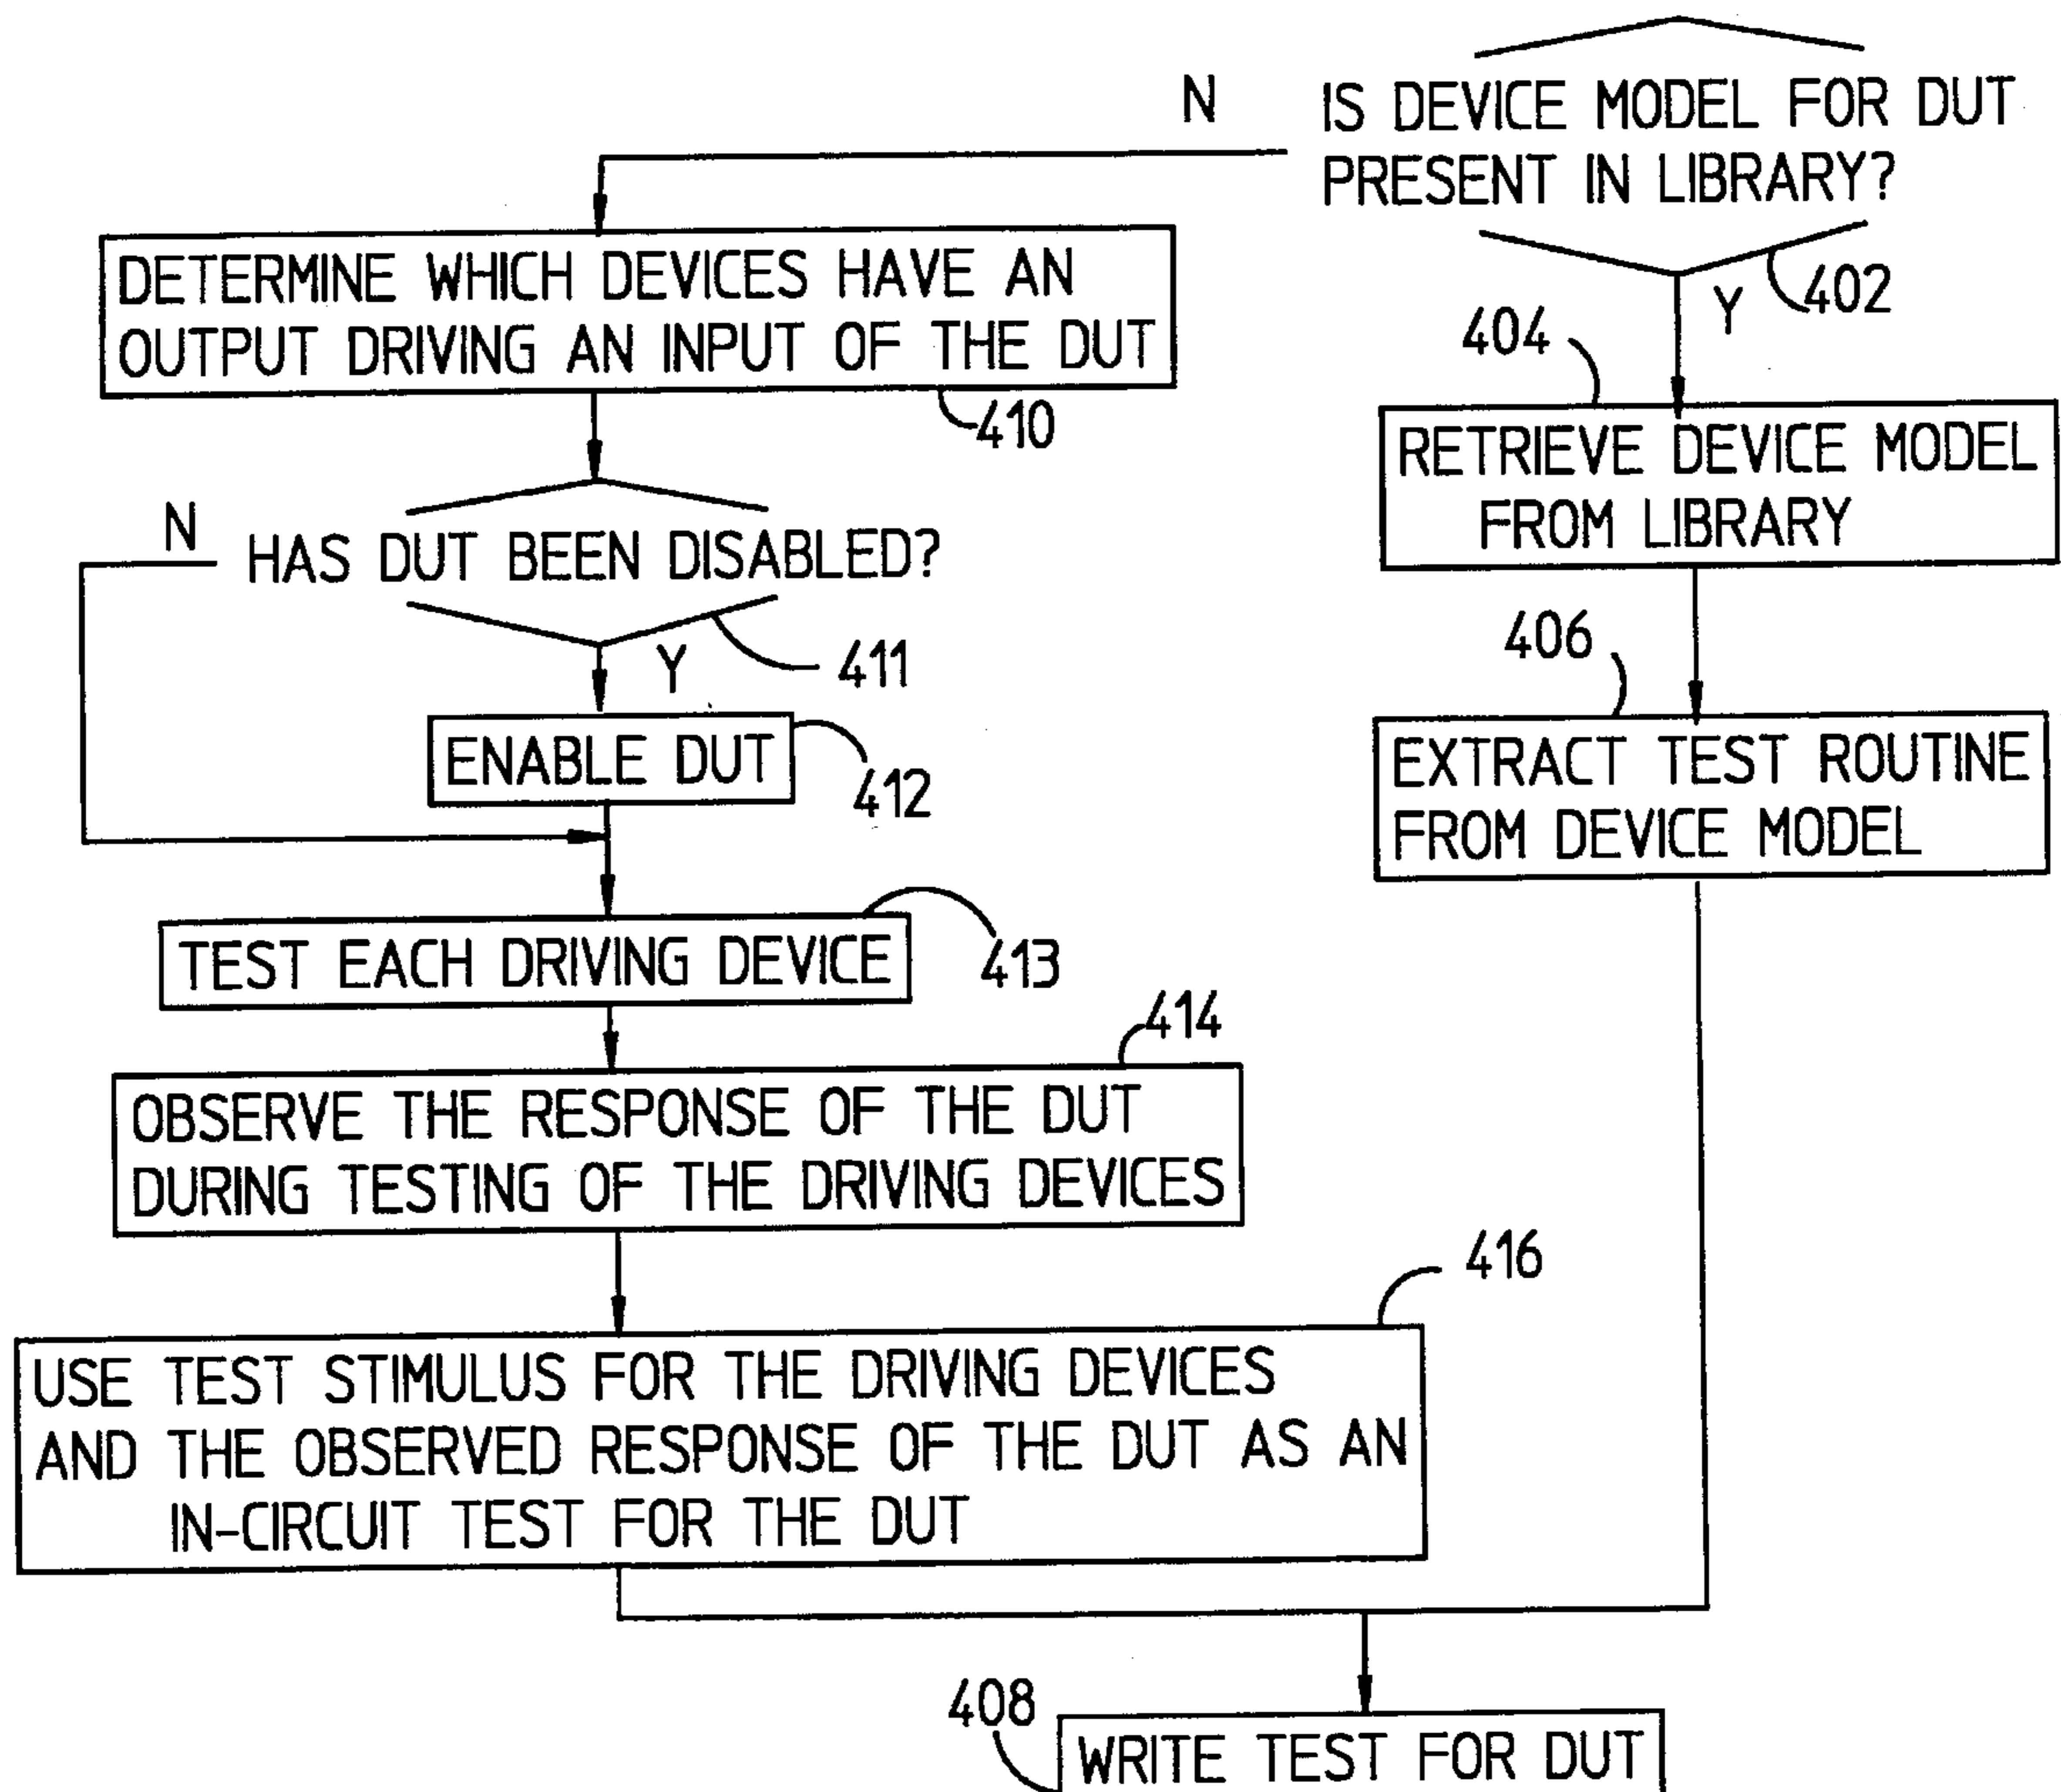 N
IS DEVICE MODEL FOR DUT
PRESENT IN LIBRARY?
402
Y
404
RETRIEVE DEVICE MODEL
FROM LIBRARY
406
EXTRACT TEST ROUTINE
FROM DEVICE MODEL
DETERMINE WHICH DEVICES HAVE AN
OUTPUT DRIVING AN INPUT OF THE DUT
410
N
HAS DUT BEEN DISABLED?
411
Y
ENABLE DUT
412
TEST EACH DRIVING DEVICE
413
414
OBSERVE THE RESPONSE OF THE DUT
DURING TESTING OF THE DRIVING DEVICES
416
USE TEST STIMULUS FOR THE DRIVING DEVICES
AND THE OBSERVED RESPONSE OF THE DUT AS AN
IN-CIRCUIT TEST FOR THE DUT
408
WRITE TEST FOR DUT